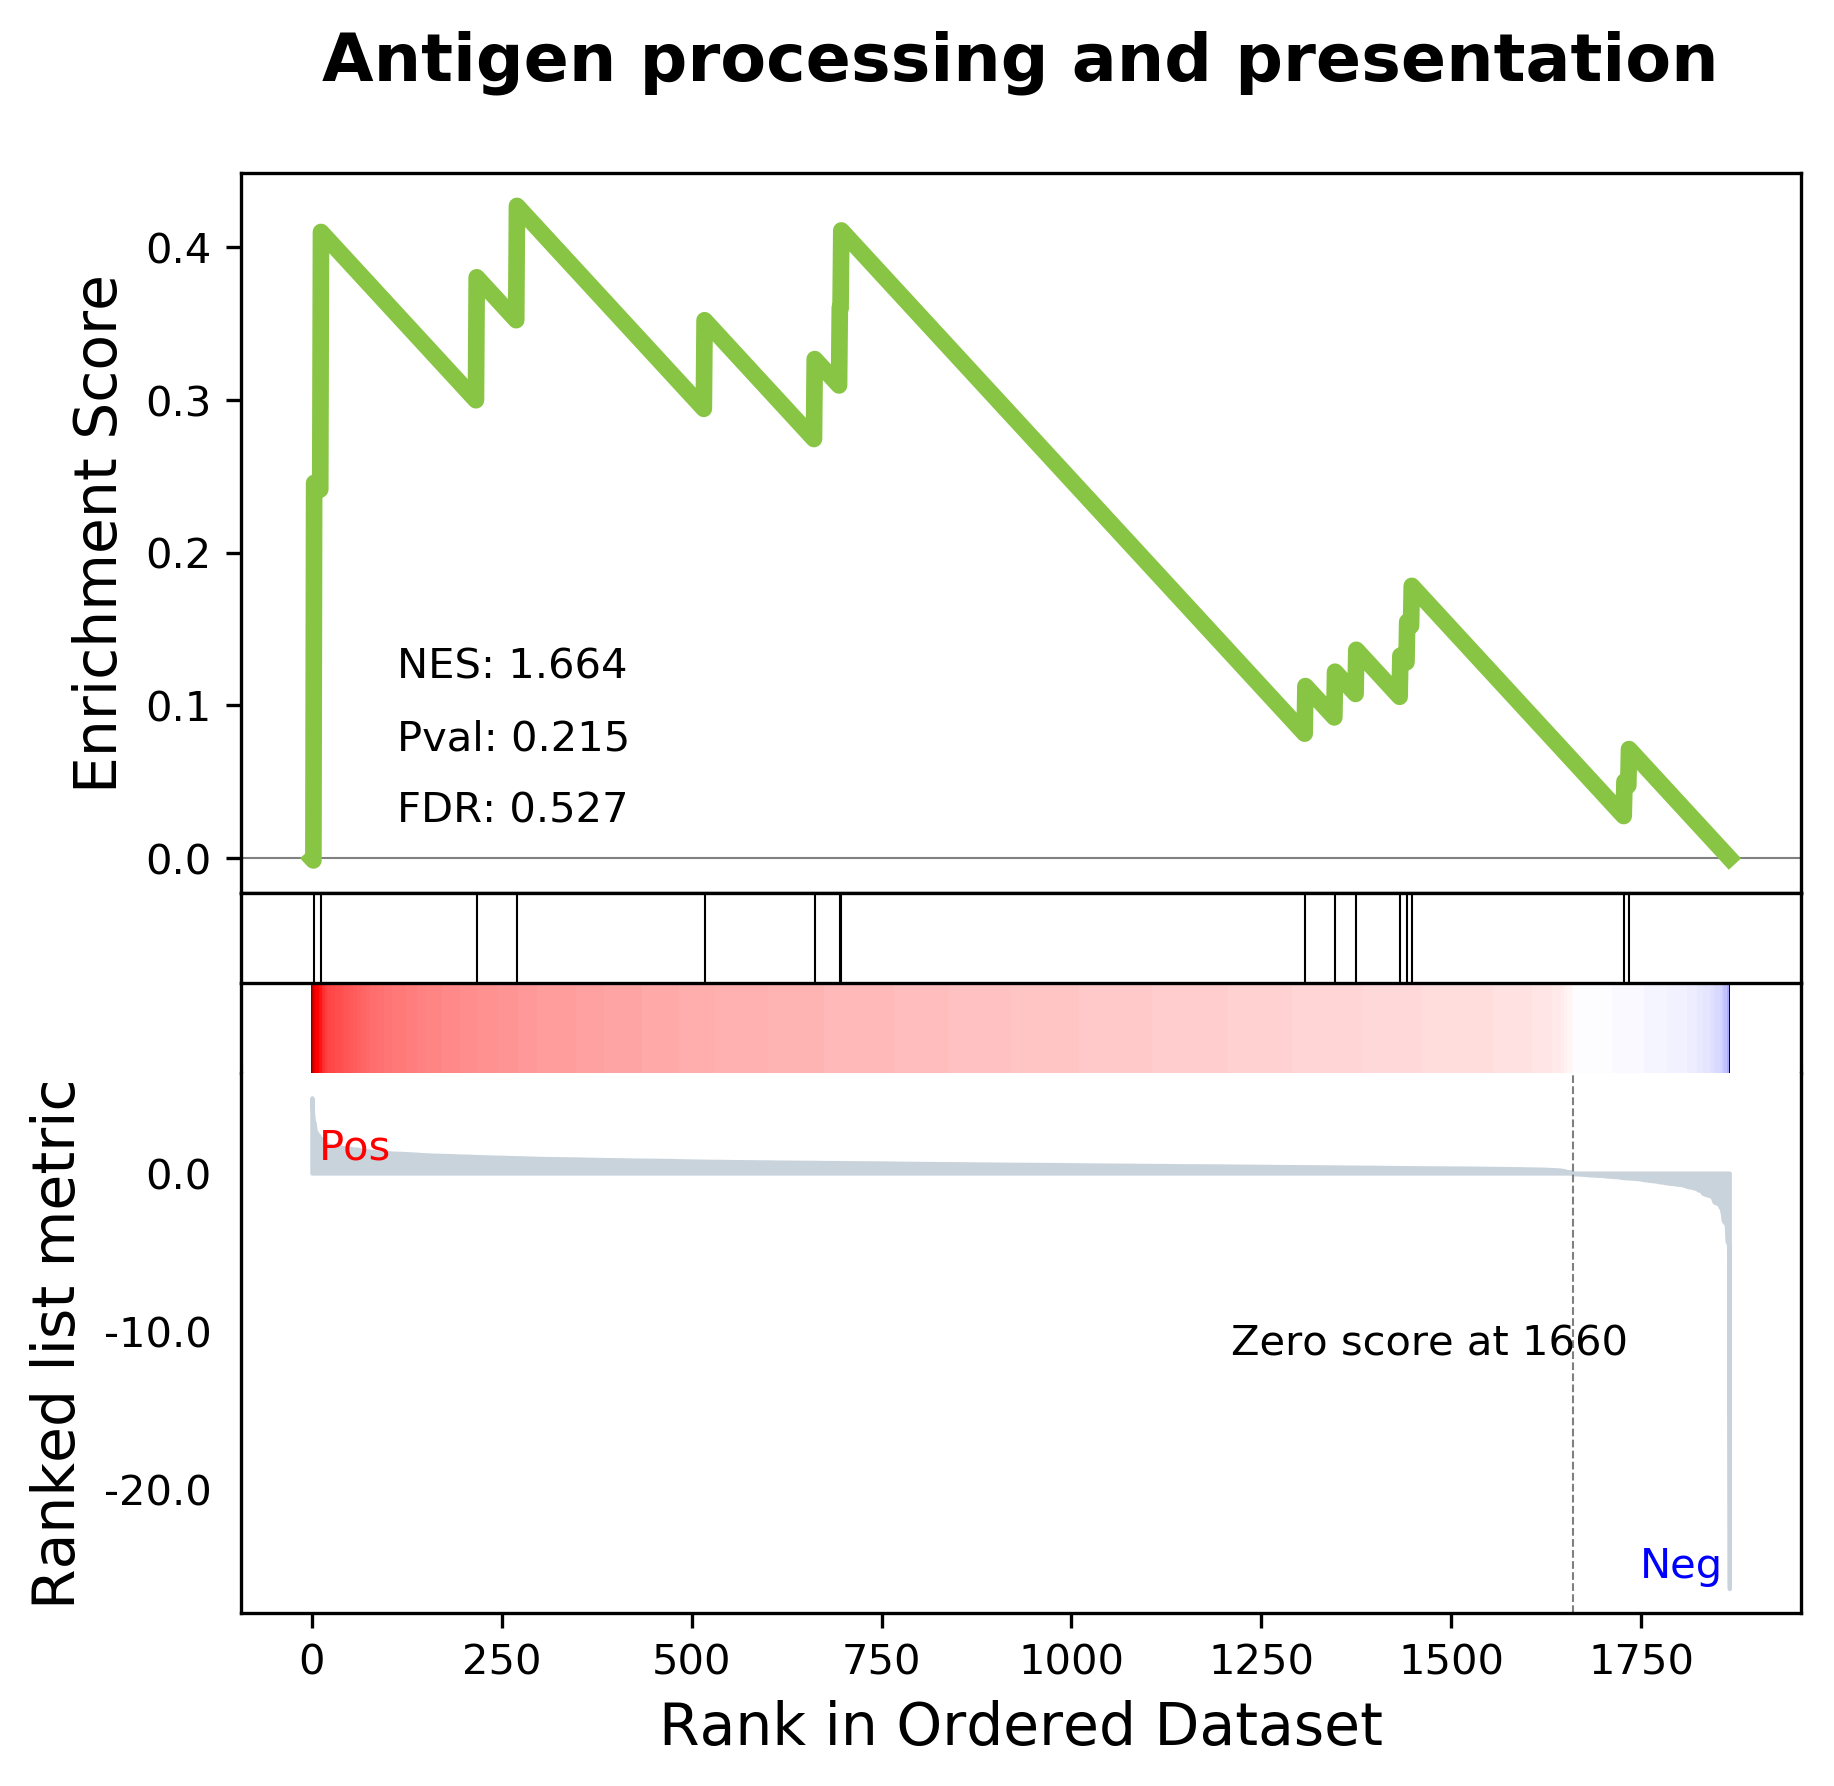 Antigen processing and presentation
Enrichment Score
0.4
0.3
0.2
0.1
0.0
NES: 1.664
Pval: 0.215
FDR: 0.527
Ranked list metric
0.0
-10.0
-20.0
Pos
Zero score at 1660
Neg
0 250 500 750 1000 1250 1500 1750
Rank in Ordered Dataset